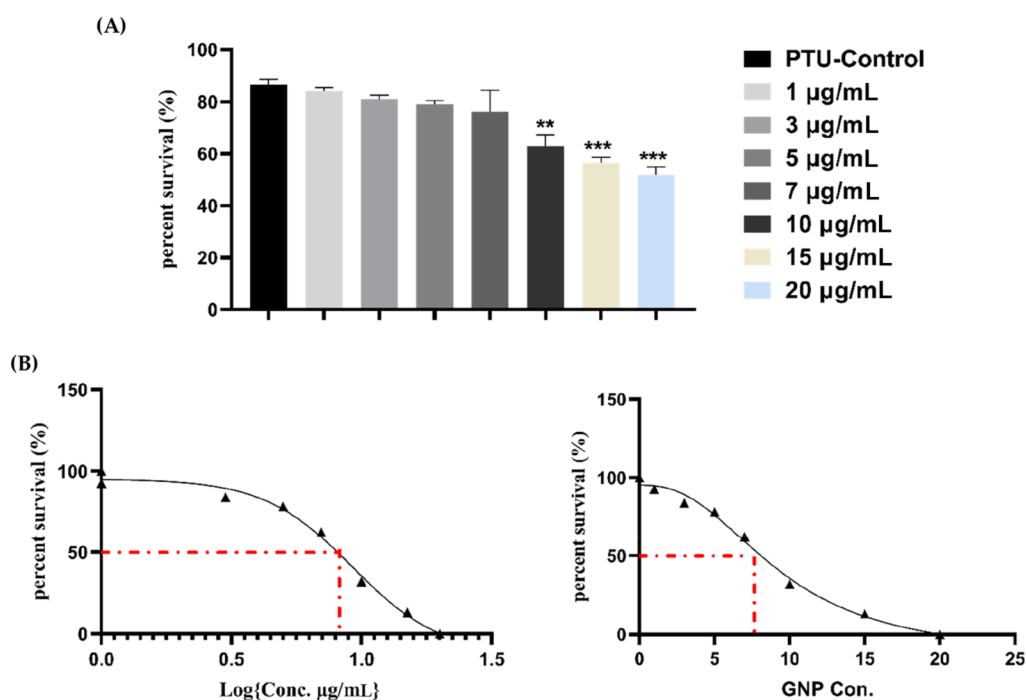 (A)
100
80
60
40
20
0
percent survival (%)
**
***
***
PTU-Control
1 µg/mL
3 µg/mL
5 µg/mL
7 µg/mL
10 µg/mL
15 µg/mL
20 µg/mL
(B)
150
100
50
0
percent survival (%)
0.0 0.5 1.0 1.5
Log{Conc. µg/mL}
150
100
50
0
percent survival (%)
0 5 10 15 20 25
GNP Con.